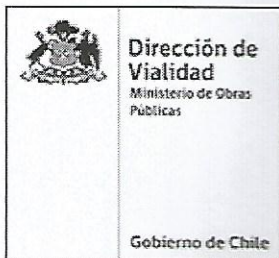 Dirección de
Vialidad
Ministerio de Obras
Públicas
Gobierno de Chile